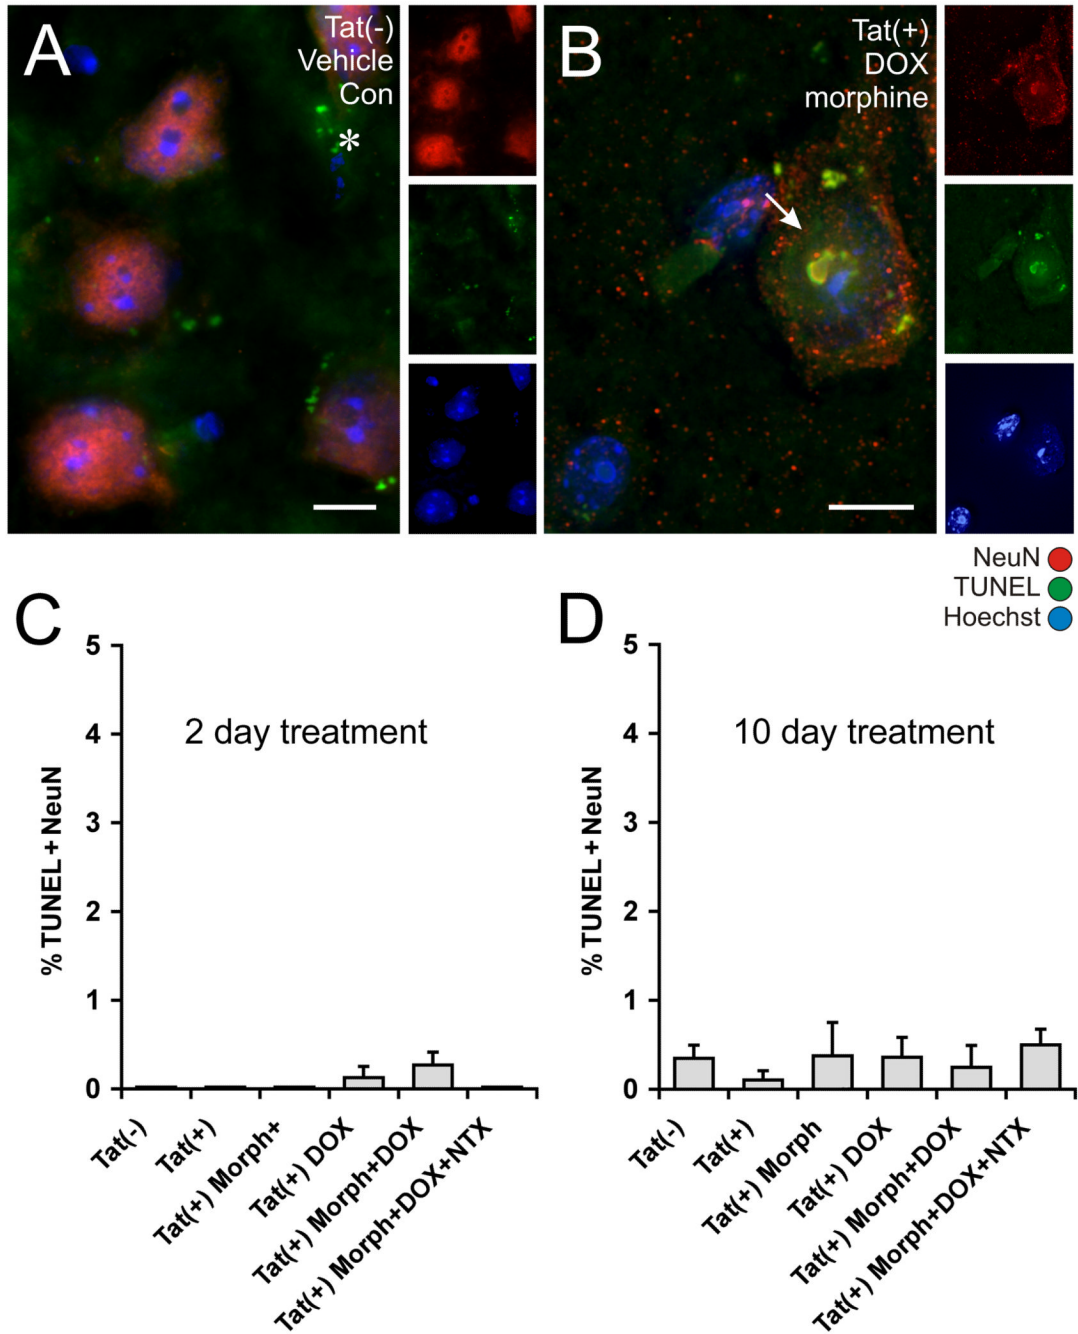 A
Tat(-)
Vehicle
Con
*
B
Tat(+)
DOX
morphine
NeuN
TUNEL
Hoechst
C
5
4
3
2
1
0
% TUNEL + NeuN
2 day treatment
Tat(-)
Tat(+)
Tat(+) Morph+
Tat(+) DOX
Tat(+) Morph+DOX
Tat(+) Morph+DOX+NTX
D
5
4
3
2
1
0
% TUNEL + NeuN
10 day treatment
Tat(-)
Tat(+)
Tat(+) Morph
Tat(+) DOX
Tat(+) Morph+DOX
Tat(+) Morph+DOX+NTX